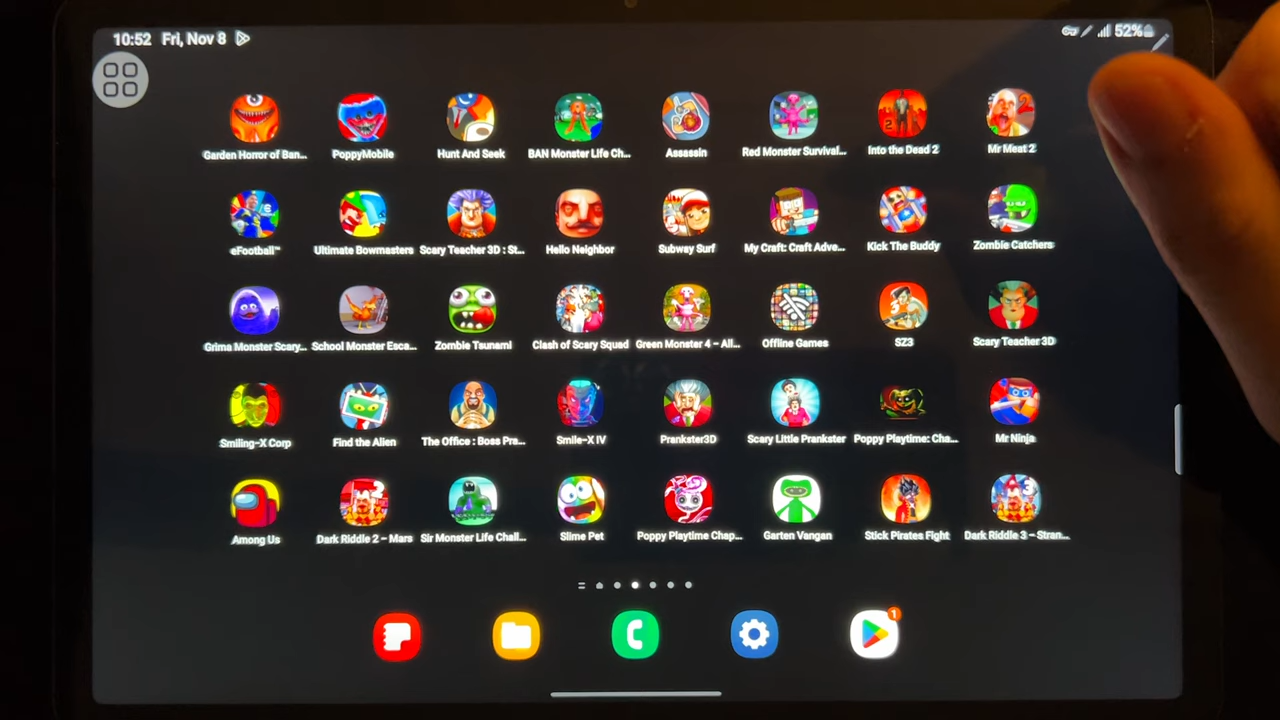 10:52 Fri, Nov 8 52%
Garden Horror of Ban... PoppyMobile Hunt And Seek BAN Monster Life Ch... Assassin Red Monster Survival... Into the Dead 2 Mr Meat 2
eFootball™ Ultimate Bowmasters Scary Teacher 3D : St... Hello Neighbor Subway Surf My Craft: Craft Adve... Kick The Buddy Zombie Catchers
Grima Monster Scary... School Monster Esca... Zombie Tsunami Clash of Scary Squad Green Monster 4 – All... Offline Games SZ3 Scary Teacher 3D
Smiling-X Corp Find the Alien The Office : Boss Pra... Smile-X IV Prankster3D Scary Little Prankster Poppy Playtime: Cha... Mr Ninja
Among Us Dark Riddle 2 – Mars Sir Monster Life Chall... Slime Pet Poppy Playtime Chap... Garten Vangan Stick Pirates Fight Dark Riddle 3 – Stran...
1